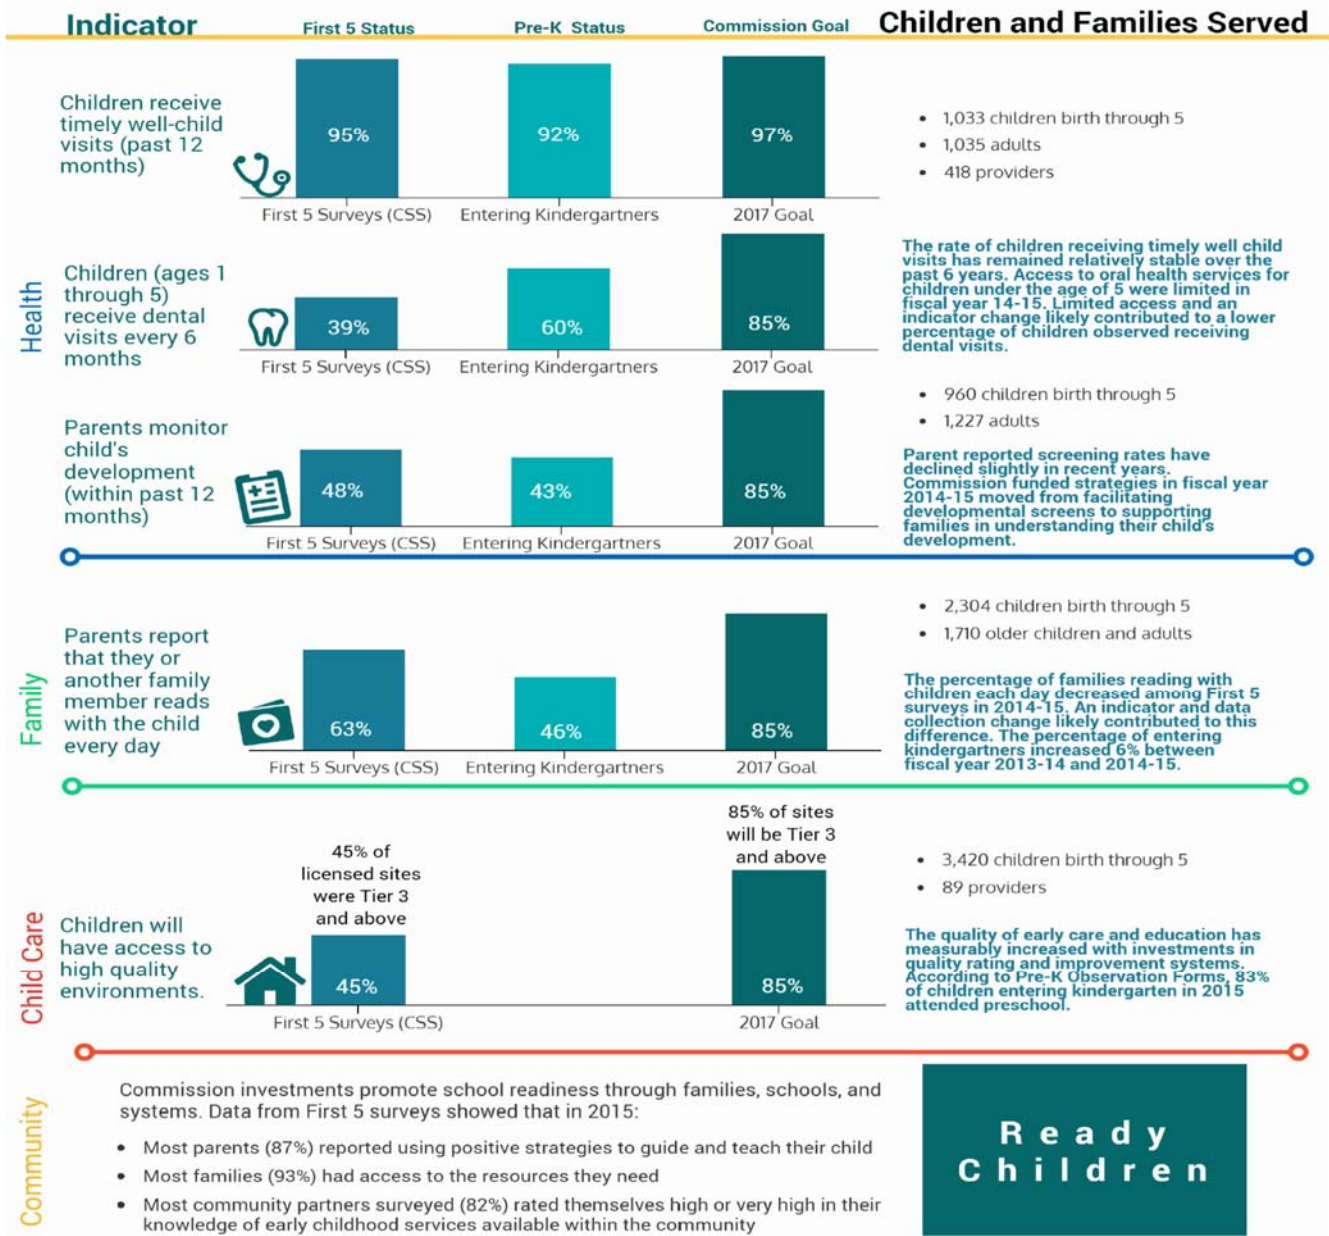 Indicator
First 5 Status
Pre-K Status
Commission Goal
Children and Families Served
Health
Children receive
timely well-child
visits (past 12
months)
95%
92%
97%
First 5 Surveys (CSS)
Entering Kindergartners
2017 Goal
• 1,033 children birth through 5
• 1,035 adults
• 418 providers
Children (ages 1
through 5)
receive dental
visits every 6
months
39%
60%
85%
First 5 Surveys (CSS)
Entering Kindergartners
2017 Goal
The rate of children receiving timely well child
visits has remained relatively stable over the
past 6 years. Access to oral health services for
children under the age of 5 were limited in
fiscal year 14-15. Limited access and an
indicator change likely contributed to a lower
percentage of children observed receiving
dental visits.
Parents monitor
child's
development
(within past 12
months)
48%
43%
85%
First 5 Surveys (CSS)
Entering Kindergartners
2017 Goal
• 960 children birth through 5
• 1,227 adults
Parent reported screening rates have
declined slightly in recent years.
Commission funded strategies in fiscal year
2014-15 moved from facilitating
developmental screens to supporting
families in understanding their child's
development.
Family
Parents report
that they or
another family
member reads
with the child
every day
63%
46%
85%
First 5 Surveys (CSS)
Entering Kindergartners
2017 Goal
• 2,304 children birth through 5
• 1,710 older children and adults
The percentage of families reading with
children each day decreased among First 5
surveys in 2014-15. An indicator and data
collection change likely contributed to this
difference. The percentage of entering
kindergartners increased 6% between
fiscal year 2013-14 and 2014-15.
Child Care
Children will
have access to
high quality
environments.
45% of
licensed sites
were Tier 3
and above
45%
First 5 Surveys (CSS)
85% of sites
will be Tier 3
and above
85%
2017 Goal
• 3,420 children birth through 5
• 89 providers
The quality of early care and education has
measurably increased with investments in
quality rating and improvement systems.
According to Pre-K Observation Forms, 83%
of children entering kindergarten in 2015
attended preschool.
Community
Commission investments promote school readiness through families, schools, and
systems. Data from First 5 surveys showed that in 2015:
• Most parents (87%) reported using positive strategies to guide and teach their child
• Most families (93%) had access to the resources they need
• Most community partners surveyed (82%) rated themselves high or very high in their
knowledge of early childhood services available within the community
Ready
Children